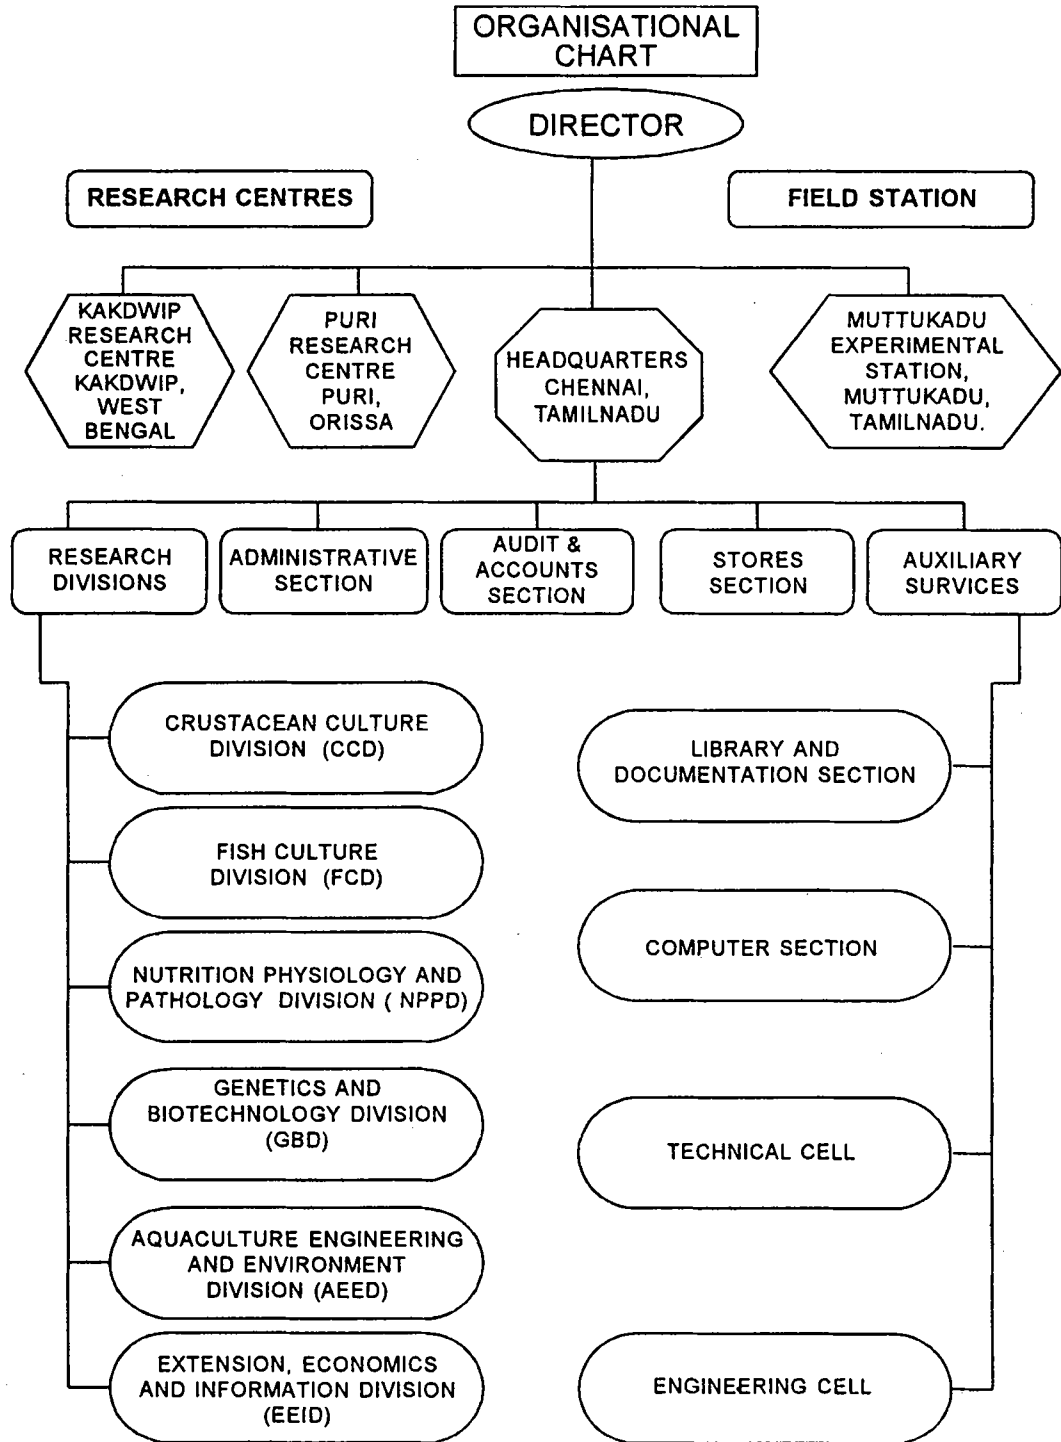 ORGANISATIONAL
CHART
DIRECTOR
RESEARCH CENTRES
FIELD STATION
KAKDWIP
RESEARCH
CENTRE
KAKDWIP,
WEST
BENGAL
PURI
RESEARCH
CENTRE
PURI,
ORISSA
HEADQUARTERS
CHENNAI,
TAMILNADU
MUTTUKADU
EXPERIMENTAL
STATION,
MUTTUKADU,
TAMILNADU.
RESEARCH
DIVISIONS
ADMINISTRATIVE
SECTION
AUDIT &
ACCOUNTS
SECTION
STORES
SECTION
AUXILIARY
SURVICES
CRUSTACEAN CULTURE
DIVISION (CCD)
FISH CULTURE
DIVISION (FCD)
NUTRITION PHYSIOLOGY AND
PATHOLOGY DIVISION ( NPPD)
GENETICS AND
BIOTECHNOLOGY DIVISION
(GBD)
AQUACULTURE ENGINEERING
AND ENVIRONMENT
DIVISION (AEED)
EXTENSION, ECONOMICS
AND INFORMATION DIVISION
(EEID)
LIBRARY AND
DOCUMENTATION SECTION
COMPUTER SECTION
TECHNICAL CELL
ENGINEERING CELL